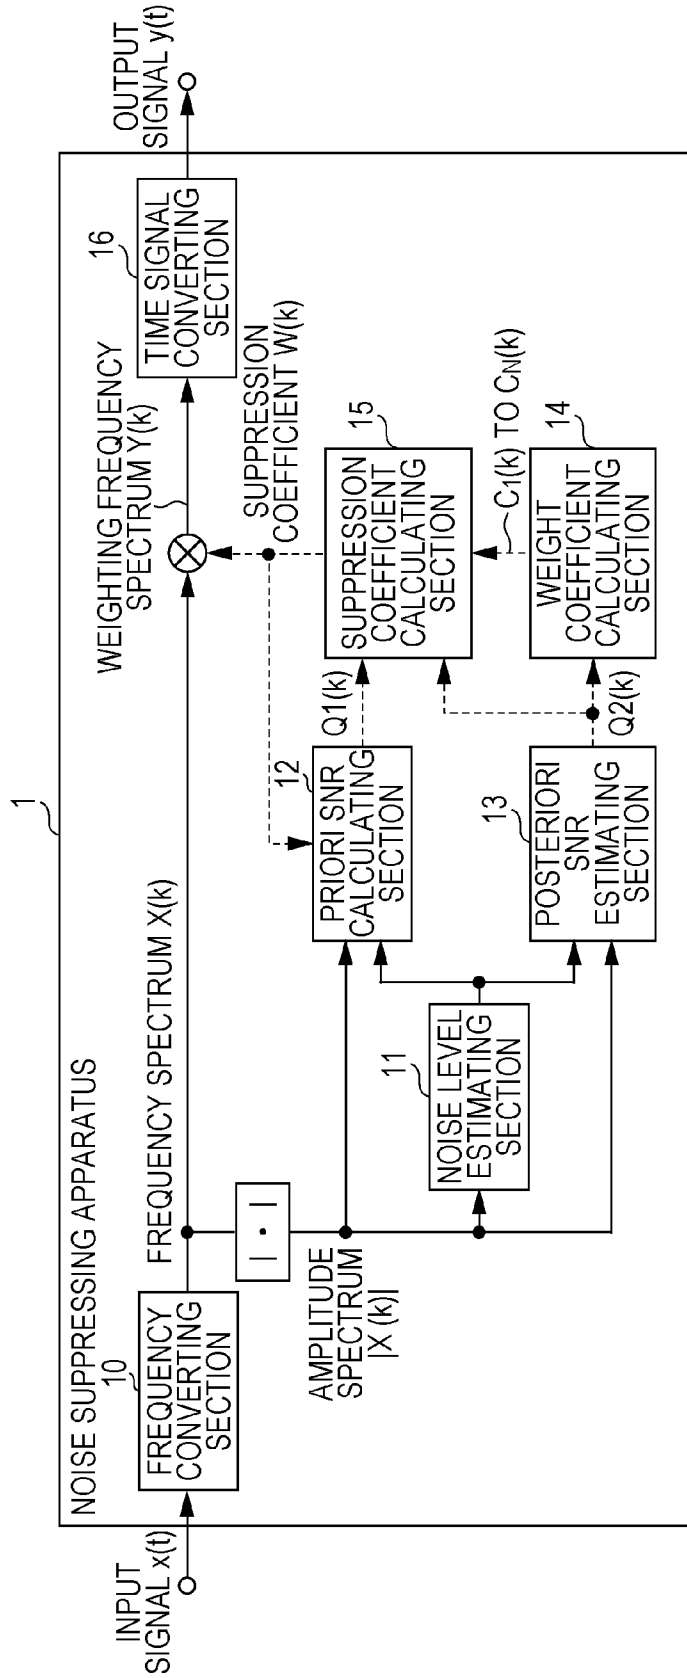 1
NOISE SUPPRESSING APPARATUS
INPUT
SIGNAL x(t)
10
FREQUENCY
CONVERTING
SECTION
FREQUENCY SPECTRUM X(k)
WEIGHTING FREQUENCY
SPECTRUM Y(k)
16
TIME SIGNAL
CONVERTING
SECTION
OUTPUT
SIGNAL y(t)
| • |
AMPLITUDE
SPECTRUM
|X (k)|
SUPPRESSION
COEFFICIENT W(k)
11
NOISE LEVEL
ESTIMATING
SECTION
12
PRIORI SNR
CALCULATING
SECTION
Q1(k)
15
SUPPRESSION
COEFFICIENT
CALCULATING
SECTION
C1(k) TO CN(k)
13
POSTERIORI
SNR
ESTIMATING
SECTION
Q2(k)
14
WEIGHT
COEFFICIENT
CALCULATING
SECTION